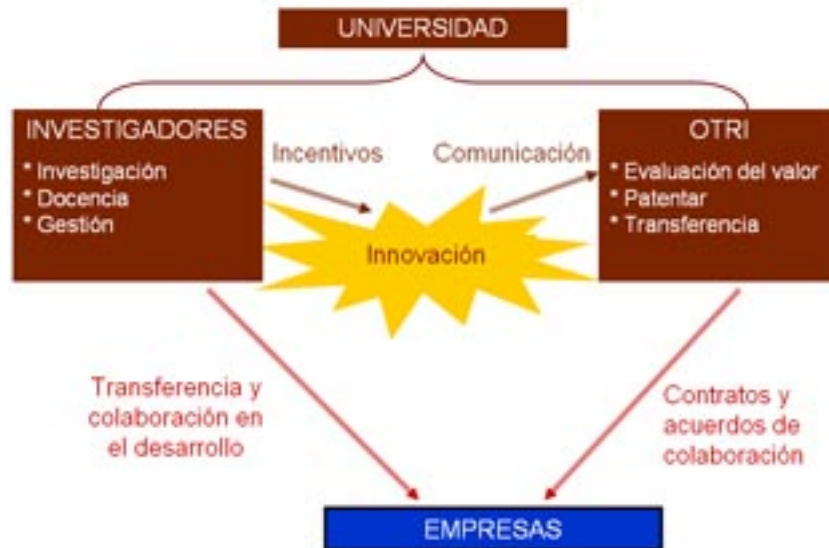 UNIVERSIDAD
INVESTIGADORES
* Investigación
* Docencia
* Gestión
Incentivos
Comunicación
OTRI
* Evaluación del valor
* Patentar
* Transferencia
Innovación
Transferencia y
colaboración en
el desarrollo
Contratos y
acuerdos de
colaboración
EMPRESAS